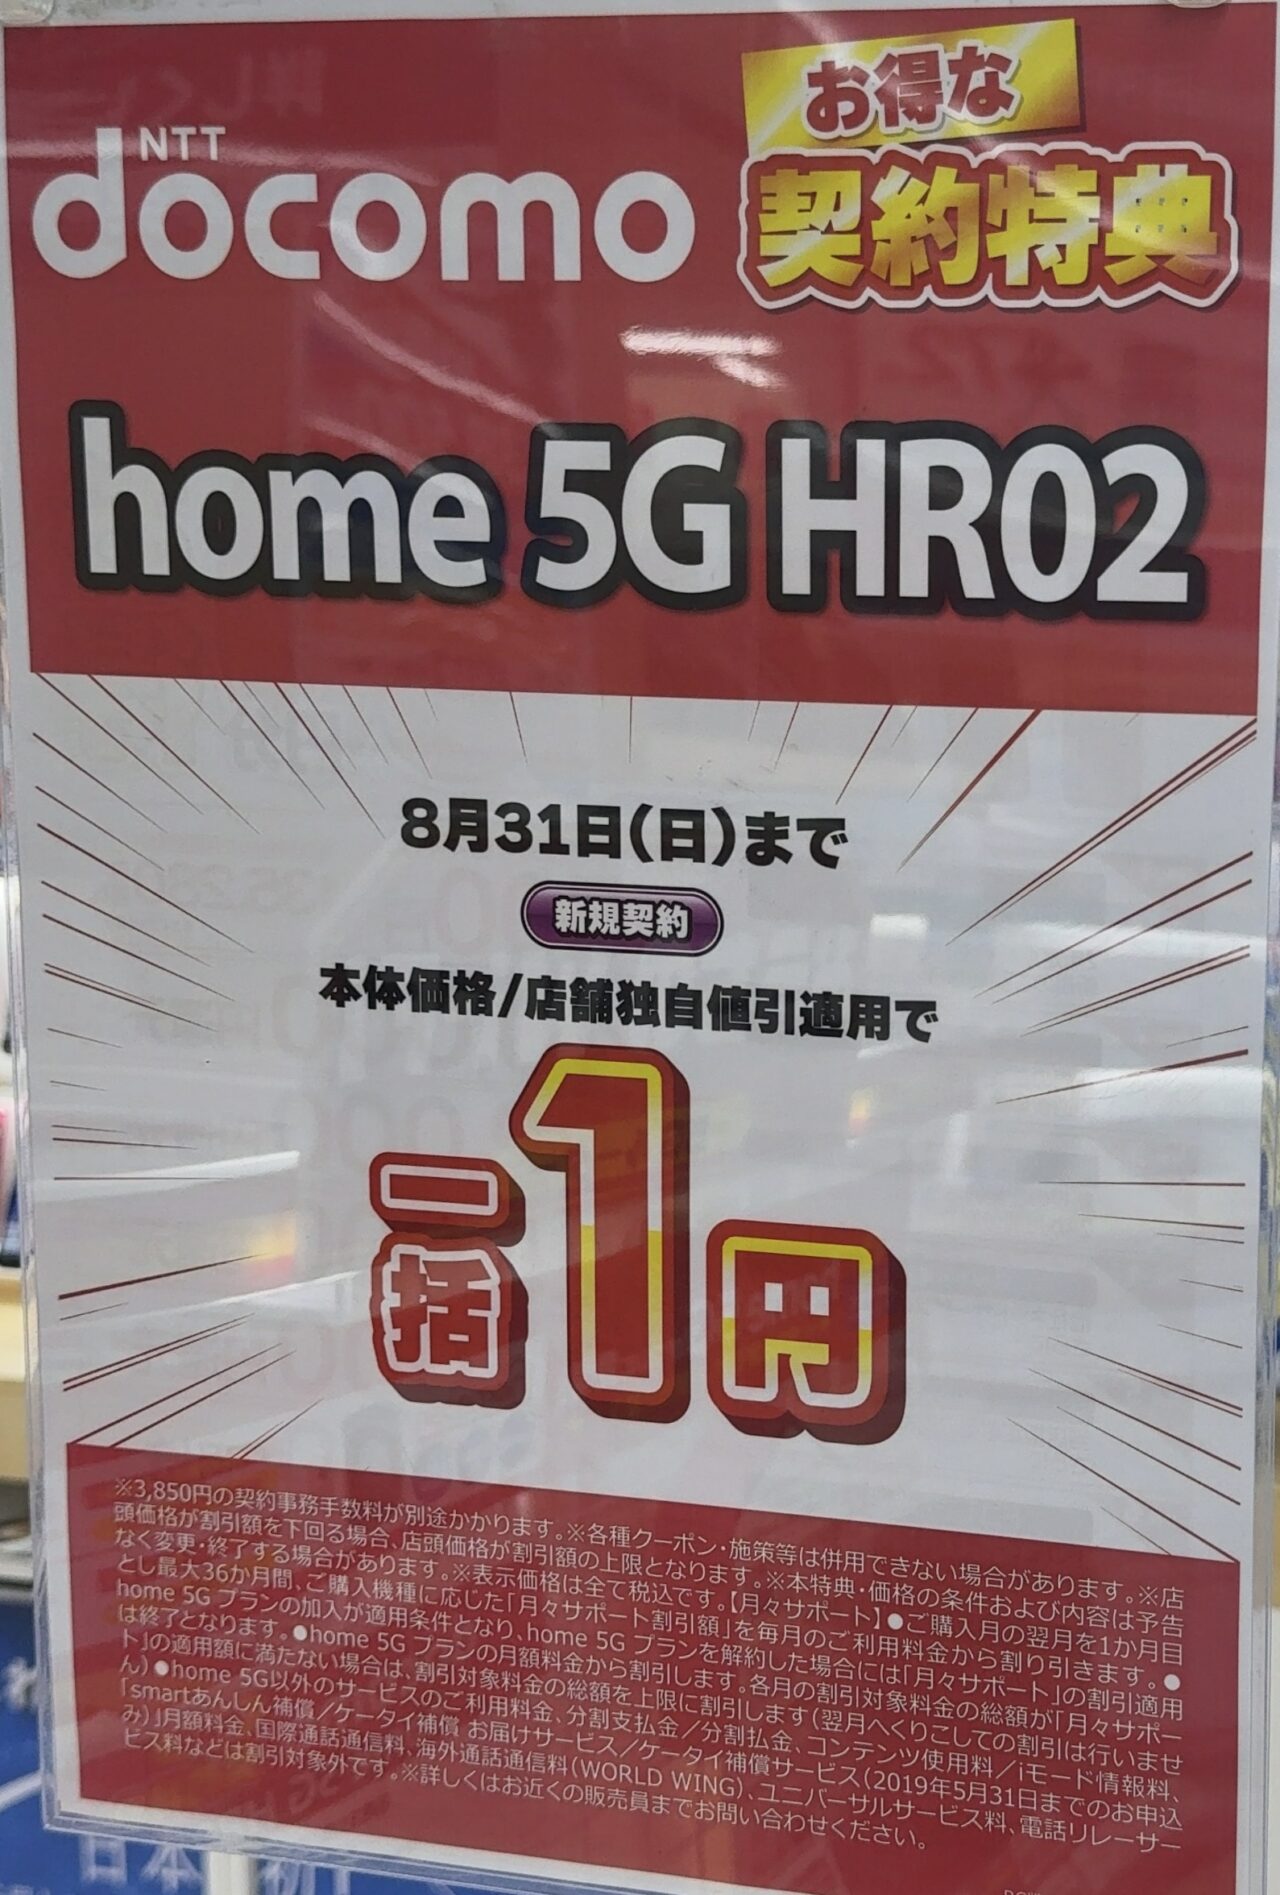 お得な
NTT
docomo
契約特典
home 5G HR02
8月31日(日)まで
新規契約
本体価格/店舗独自値引適用で
一括1円
※3,850円の契約事務手数料が別途かかります。※各種クーポン・施策等は併用できない場合があります。※店
頭価格が割引額を下回る場合、店頭価格が割引額の上限となります。※本特典・価格の条件および内容は予告
なく変更・終了する場合があります。※表示価格は全て税込です。【月々サポート】●ご購入月の翌月を1か月目
とし最大36か月間、ご購入機種に応じた「月々サポート割引額」を毎月のご利用料金から割り引きます。●
home 5G プランの加入が適用条件となり、home 5G プランを解約した場合には「月々サポート」の割引適用
は終了となります。●home 5G プランの月額料金から割引します。各月の割引対象料金の総額が「月々サポー
ト」の適用額に満たない場合は、割引対象料金の総額を上限に割引します(翌月へくりこしての割引は行いませ
ん)●home 5G以外のサービスのご利用料金、分割支払金／分割払金、コンテンツ使用料／iモード情報料、
「smartあんしん補償／ケータイ補償 お届けサービス／ケータイ補償サービス(2019年5月31日までのお申込
み)」月額料金、国際通話通信料、海外通話通信料(WORLD WING)、ユニバーサルサービス料、電話リレーサー
ビス料などは割引対象外です。※詳しくはお近くの販売員までお問い合わせください。
日本初